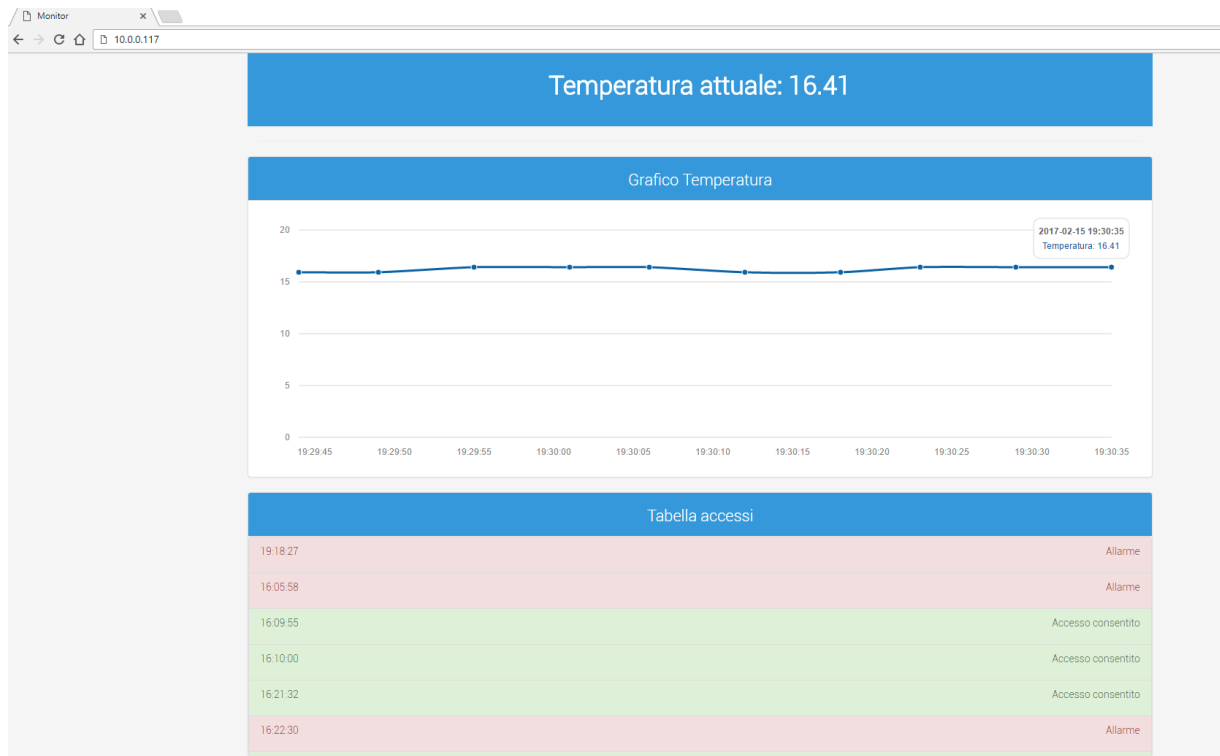 Monitor
10.0.0.117
Temperatura attuale: 16.41
Grafico Temperatura
20
2017-02-15 19:30:35
Temperatura: 16.41
15
10
5
0
19:29:45 19:29:50 19:29:55 19:30:00 19:30:05 19:30:10 19:30:15 19:30:20 19:30:25 19:30:30 19:30:35
Tabella accessi
19:18:27 Allarme
16:05:58 Allarme
16:09:55 Accesso consentito
16:10:00 Accesso consentito
16:21:32 Accesso consentito
16:22:30 Allarme